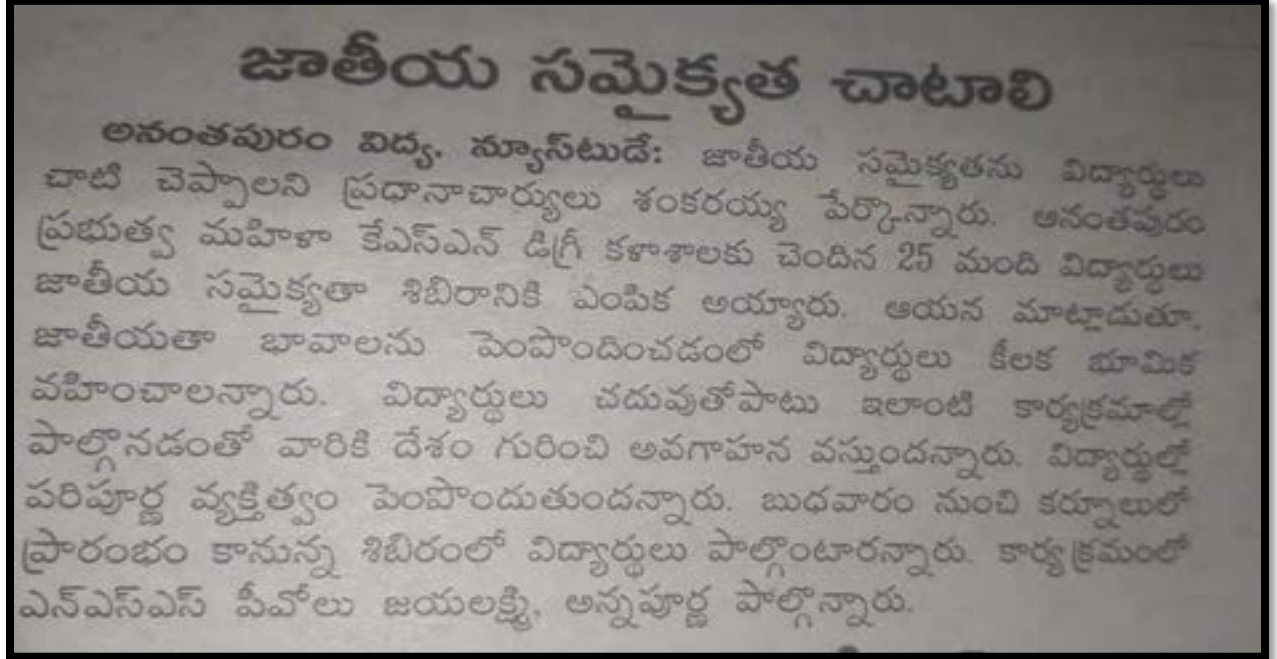 జాతీయ సమైక్యత చాటాలి
అనంతపురం విద్య, న్యూస్‌టుడే: జాతీయ సమైక్యతను విద్యార్థులు
చాటి చెప్పాలని ప్రధానాచార్యులు శంకరయ్య పేర్కొన్నారు. అనంతపురం
ప్రభుత్వ మహిళా కేఎస్ఎన్ డిగ్రీ కళాశాలకు చెందిన 25 మంది విద్యార్థులు
జాతీయ సమైక్యతా శిబిరానికి ఎంపిక అయ్యారు. ఆయన మాట్లాడుతూ,
జాతీయతా భావాలను పెంపొందించడంలో విద్యార్థులు కీలక భూమిక
వహించాలన్నారు. విద్యార్థులు చదువుతోపాటు ఇలాంటి కార్యక్రమాల్లో
పాల్గొనడంతో వారికి దేశం గురించి అవగాహన వస్తుందన్నారు. విద్యార్థుల్లో
పరిపూర్ణ వ్యక్తిత్వం పెంపొందుతుందన్నారు. బుధవారం నుంచి కర్నూలులో
ప్రారంభం కానున్న శిబిరంలో విద్యార్థులు పాల్గొంటారన్నారు. కార్యక్రమంలో
ఎన్ఎస్ఎస్ పీవోలు జయలక్ష్మి, అన్నపూర్ణ పాల్గొన్నారు.